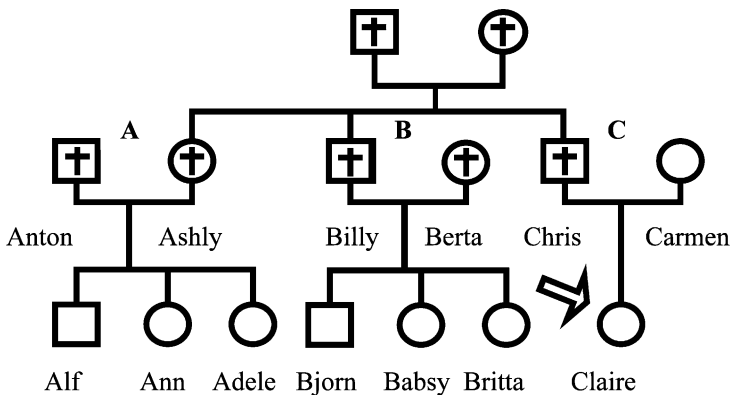 A B C
Anton Ashly Billy Berta Chris Carmen
Alf Ann Adele Bjorn Babsy Britta Claire